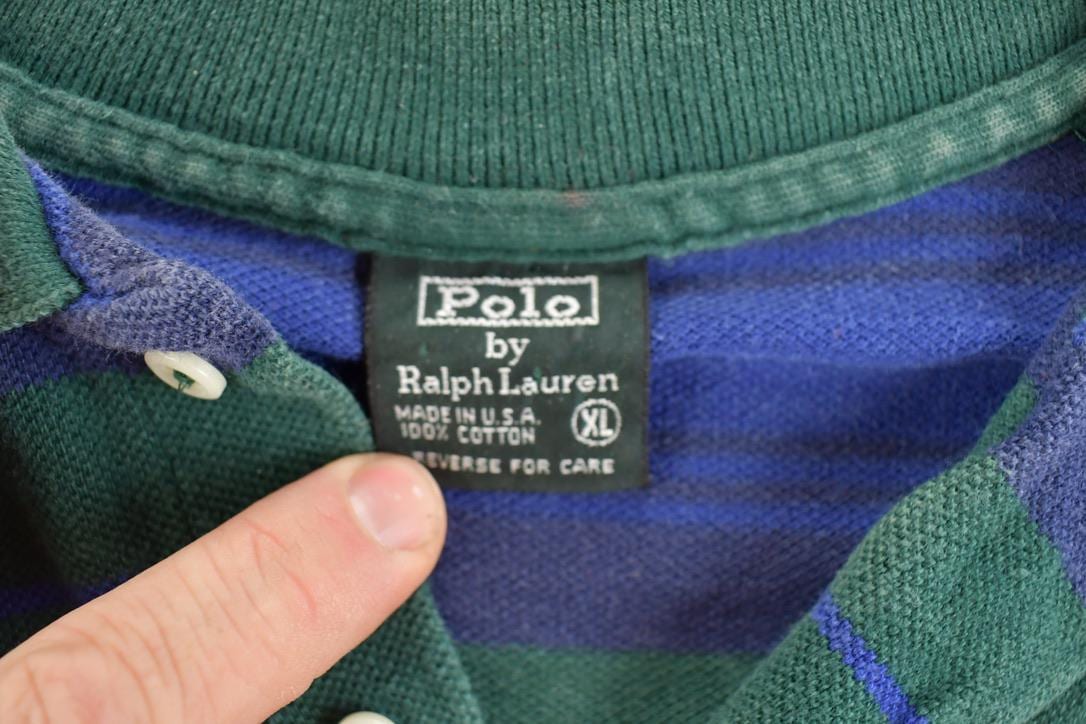 Polo
by
Ralph Lauren
MADE IN U.S.A.
100% COTTON
XL
REVERSE FOR CARE